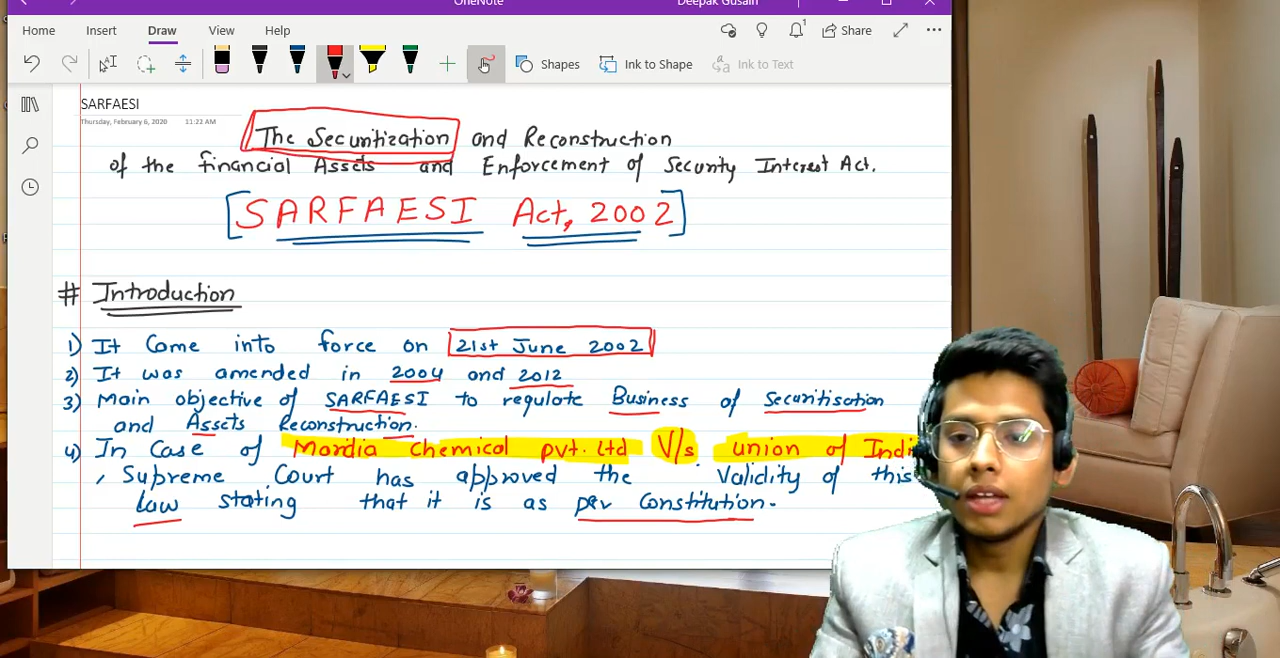 OneNote
Deepak Gusain
Home Insert Draw View Help
Share
Shapes
Ink to Shape
Ink to Text
SARFAESI
Thursday, February 6, 2020 11:22 AM
The Securitization and Reconstruction
of the financial Assets and Enforcement of Security Interest Act.
[SARFAESI Act, 2002]
# Introduction
1) It Come into force on 21st June 2002
2) It was amended in 2004 and 2012
3) Main objective of SARFAESI to regulate Business of Securitisation
and Assets Reconstruction.
4) In Case of Mardia Chemical pvt. Ltd V/s union of Indi
, Supreme Court has approved the Validity of this
law stating that it is as per Constitution.